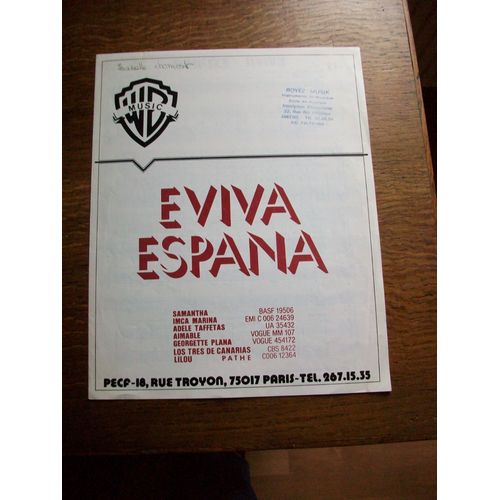 WB
MUSIC
EVIVA
ESPANA
SAMANTHA BASF 19506
IMCA MARINA EMI C 006 24639
ADELE TAFFETAS UA 35432
AIMABLE VOGUE MM 107
GEORGETTE PLANA VOGUE 454172
LOS TRES DE CANARIAS CBS 8422
LILOU PATHE C006 12364
PECF-18, RUE TROYON, 75017 PARIS-TEL. 267.15.35